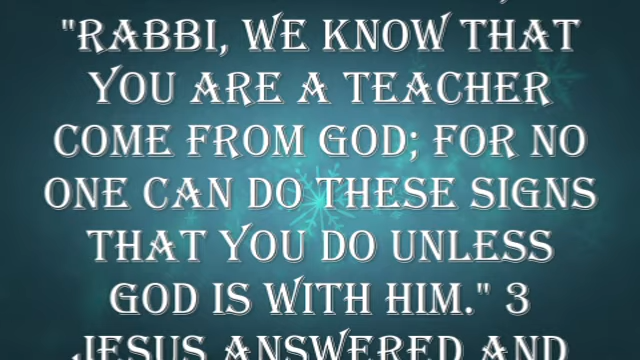 "RABBI, WE KNOW THAT
YOU ARE A TEACHER
COME FROM GOD; FOR NO
ONE CAN DO THESE SIGNS
THAT YOU DO UNLESS
GOD IS WITH HIM." 3
JESUS ANSWERED AND